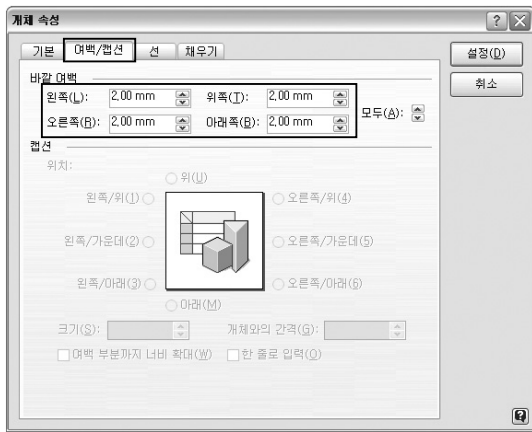 개체 속성
기본 여백/캡션 선 채우기
설정(D)
취소
바깥 여백
왼쪽(L): 2.00 mm 위쪽(T): 2.00 mm
모두(A):
오른쪽(R): 2.00 mm 아래쪽(B): 2.00 mm
캡션
위치:
위(U)
왼쪽/위(1) 오른쪽/위(4)
왼쪽/가운데(2) 오른쪽/가운데(5)
왼쪽/아래(3) 오른쪽/아래(6)
아래(M)
크기(S): 개체와의 간격(G):
여백 부분까지 너비 확대(W) 한 줄로 입력(O)